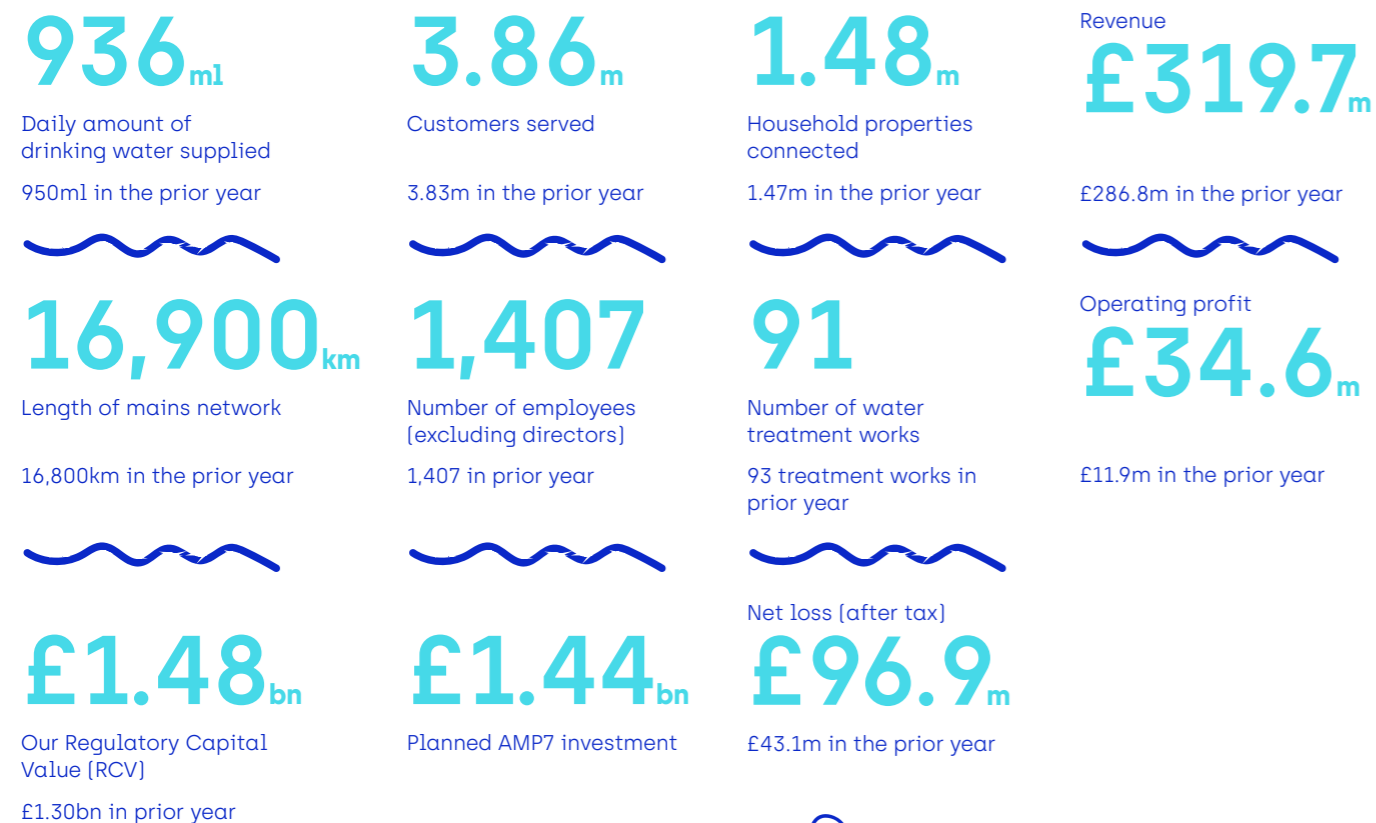 936ml
Daily amount of
drinking water supplied
950ml in the prior year
3.86m
Customers served
3.83m in the prior year
1.48m
Household properties
connected
1.47m in the prior year
Revenue
£319.7m
£286.8m in the prior year
16,900km
Length of mains network
16,800km in the prior year
1,407
Number of employees
(excluding directors)
1,407 in prior year
91
Number of water
treatment works
93 treatment works in
prior year
Operating profit
£34.6m
£11.9m in the prior year
£1.48bn
Our Regulatory Capital
Value (RCV)
£1.30bn in prior year
£1.44bn
Planned AMP7 investment
Net loss (after tax)
£96.9m
£43.1m in the prior year